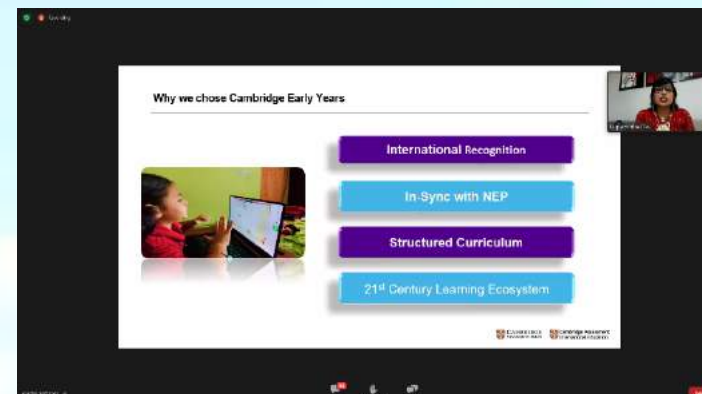 Why we chose Cambridge Early Years
International Recognition
In-Sync with NEP
Structured Curriculum
21st Century Learning Ecosystem